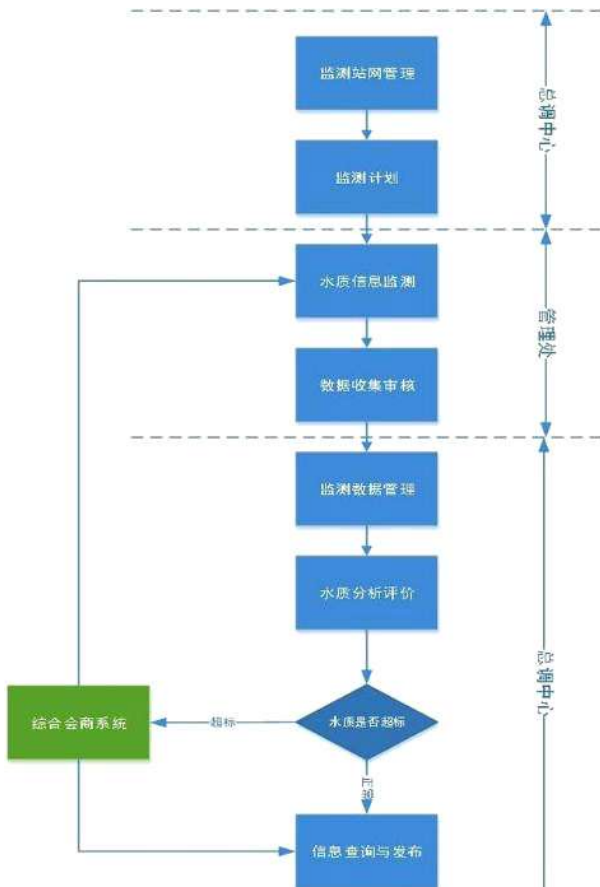 监测站网管理
总调中心
监测计划
水质信息监测
管理处
数据收集审核
监测数据管理
水质分析评价
总调中心
综合会商系统
超标
水质是否超标
正常
信息查询与发布